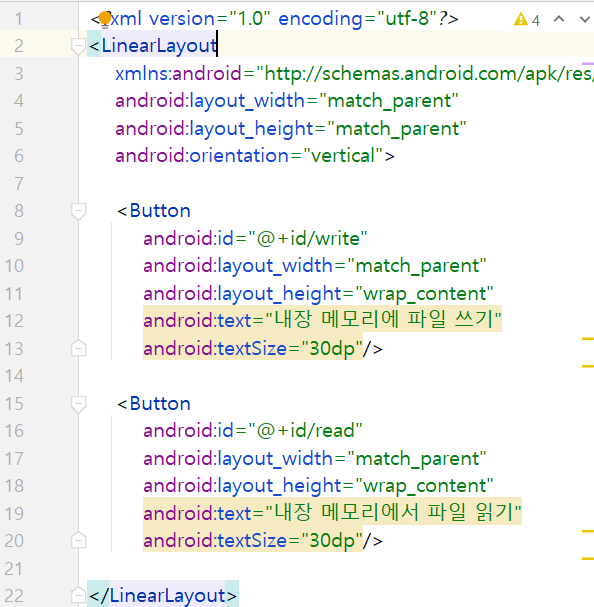 1 <?xml version="1.0" encoding="utf-8"?> 4
2 <LinearLayout
3 xmlns:android="http://schemas.android.com/apk/res/
4 android:layout_width="match_parent"
5 android:layout_height="match_parent"
6 android:orientation="vertical">
7
8 <Button
9 android:id="@+id/write"
10 android:layout_width="match_parent"
11 android:layout_height="wrap_content"
12 android:text="내장 메모리에 파일 쓰기"
13 android:textSize="30dp"/>
14
15 <Button
16 android:id="@+id/read"
17 android:layout_width="match_parent"
18 android:layout_height="wrap_content"
19 android:text="내장 메모리에서 파일 읽기"
20 android:textSize="30dp"/>
21
22 </LinearLayout>